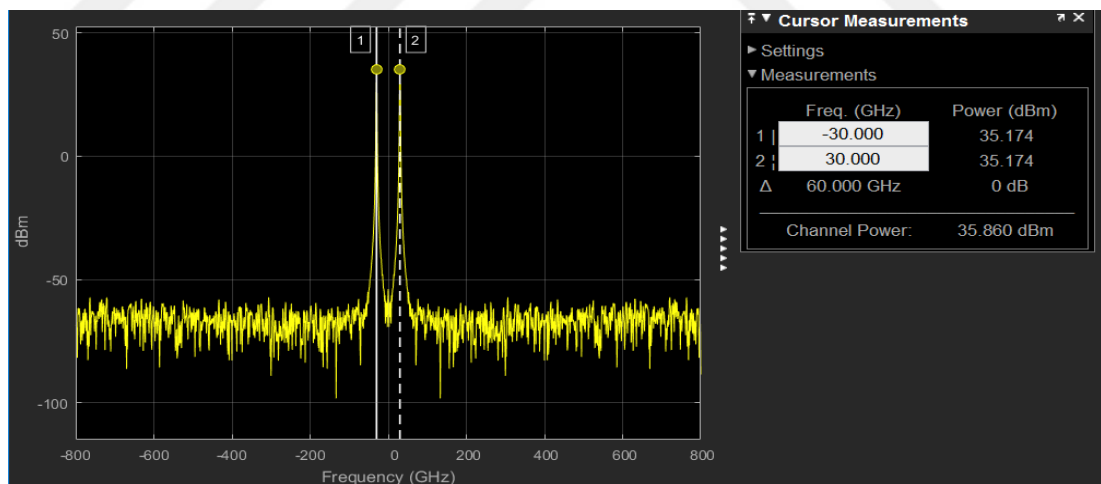 50
0
-50
-100
dBm
-800
-600
-400
-200
0
200
400
600
800
Frequency (GHz)
1
2
Cursor Measurements
Settings
Measurements
Freq. (GHz) Power (dBm)
1 -30.000 35.174
2 30.000 35.174
Δ 60.000 GHz 0 dB
Channel Power: 35.860 dBm